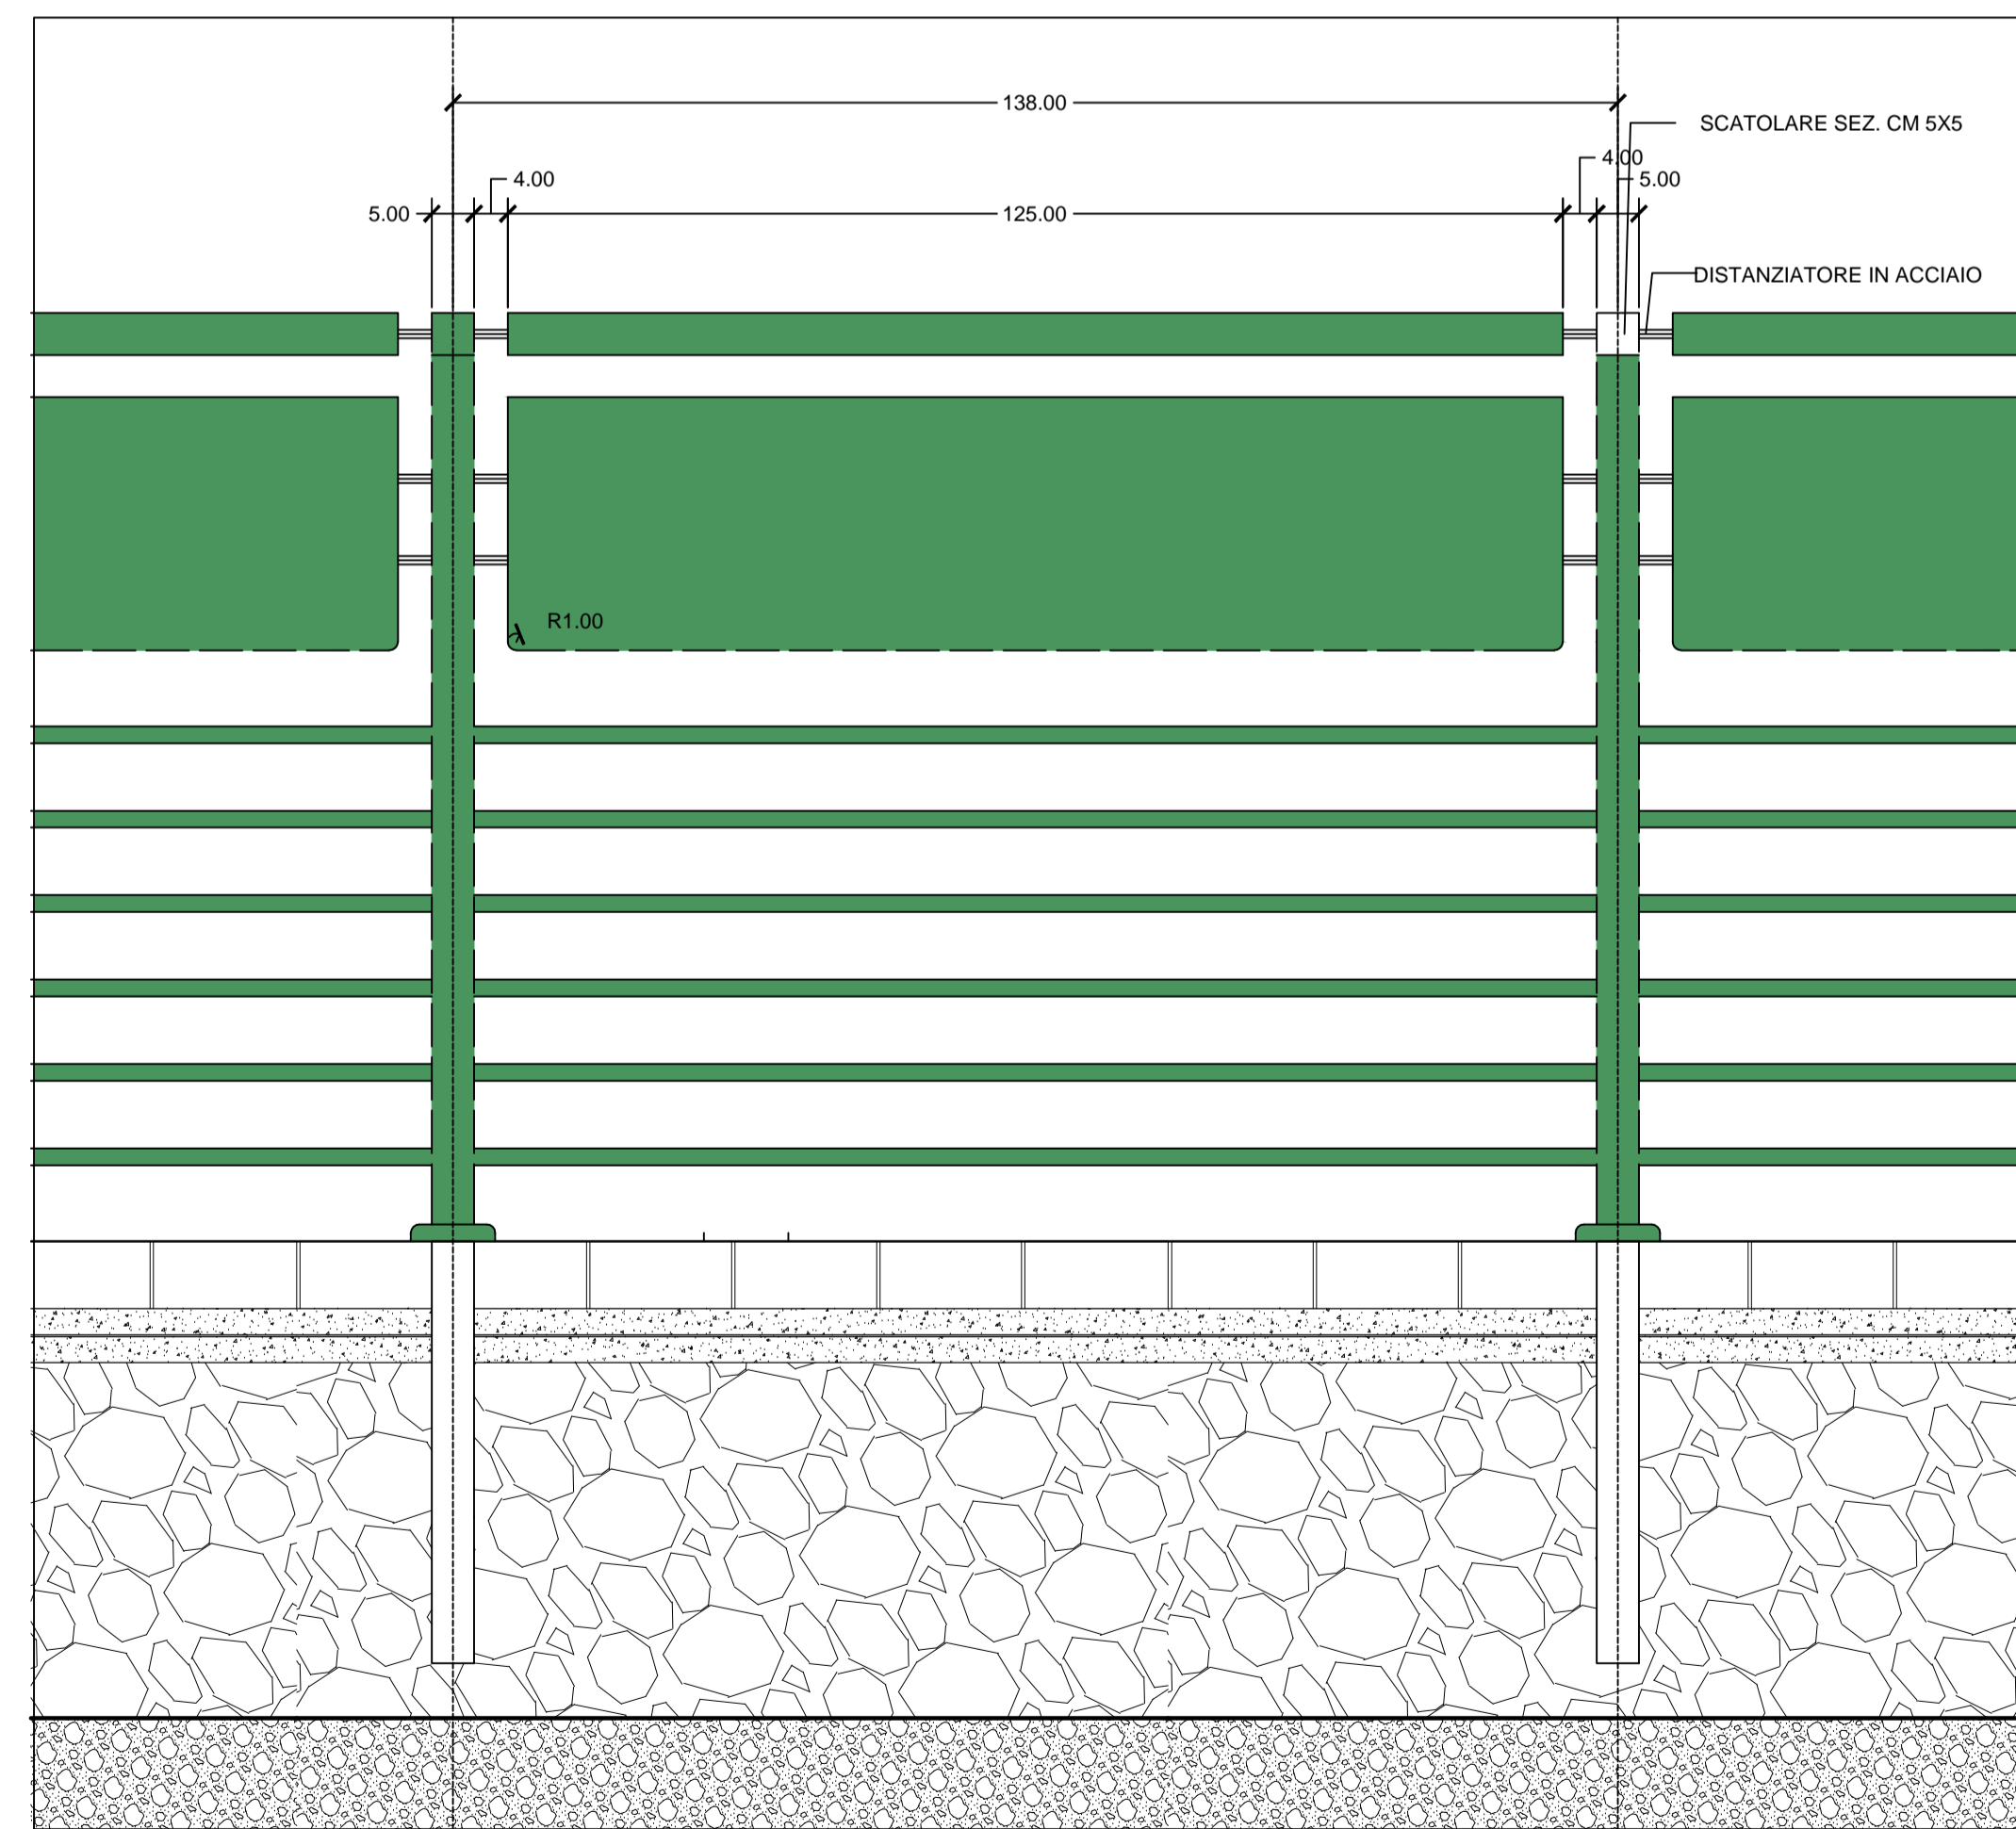 138.00
SCATOLARE SEZ. CM 5X5
4.00
4.00
5.00
5.00
125.00
DISTANZIATORE IN ACCIAIO
R1.00